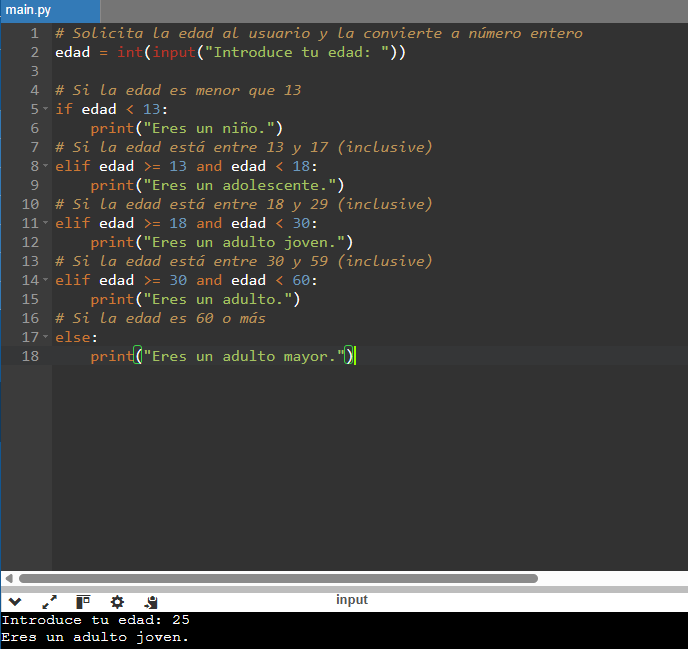 main.py
1 # Solicita la edad al usuario y la convierte a número entero
2 edad = int(input("Introduce tu edad: "))
3
4 # Si la edad es menor que 13
5 if edad < 13:
6     print("Eres un niño.")
7 # Si la edad está entre 13 y 17 (inclusive)
8 elif edad >= 13 and edad < 18:
9     print("Eres un adolescente.")
10 # Si la edad está entre 18 y 29 (inclusive)
11 elif edad >= 18 and edad < 30:
12     print("Eres un adulto joven.")
13 # Si la edad está entre 30 y 59 (inclusive)
14 elif edad >= 30 and edad < 60:
15     print("Eres un adulto.")
16 # Si la edad es 60 o más
17 else:
18     print("Eres un adulto mayor.")
input
Introduce tu edad: 25
Eres un adulto joven.